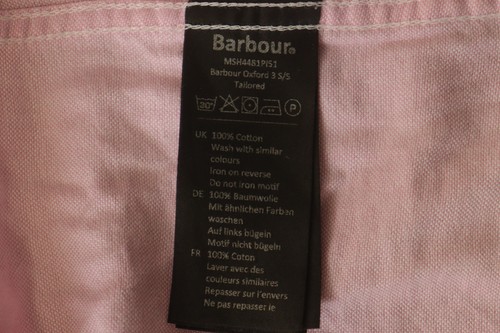 Barbour®
MSH4481PI51
Barbour Oxford 3 S/S
Tailored
30°
P
UK 100% Cotton
Wash with similar
colours
Iron on reverse
Do not iron motif
DE 100% Baumwolle
Mit ähnlichen Farben
waschen
Auf links bügeln
Motif nicht bügeln
FR 100% Coton
Laver avec des
couleurs similaires
Repasser sur l'envers
Ne pas repasser le